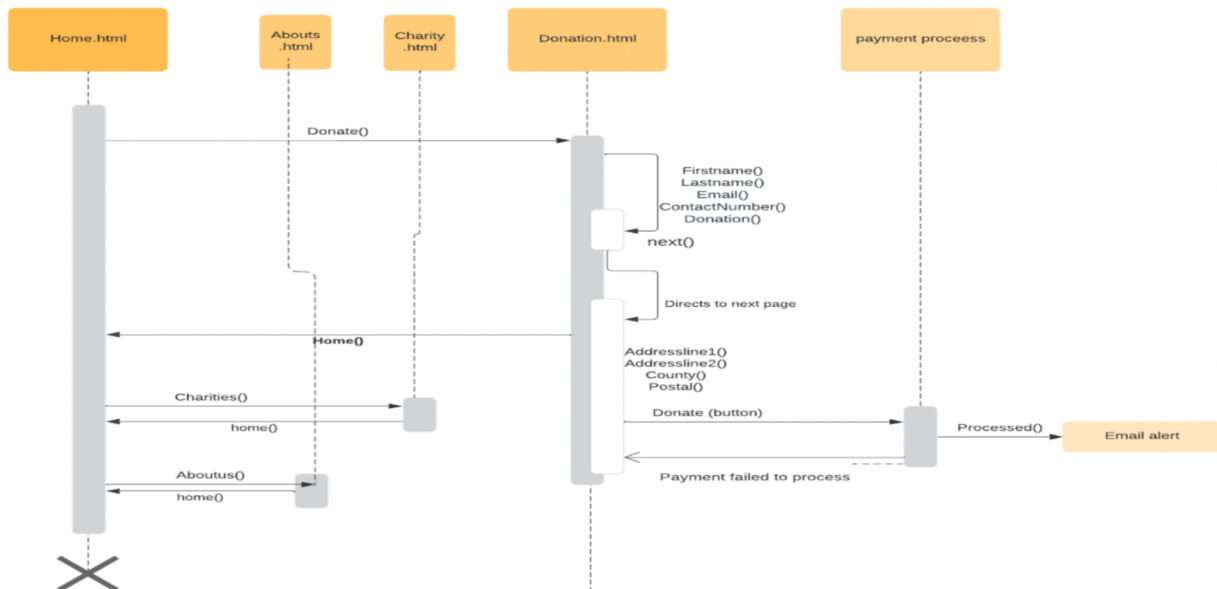 Home.html
Abouts
.html
Charity
.html
Donation.html
payment proceess
Donate()
Firstname()
Lastname()
Email()
ContactNumber()
Donation()
next()
Directs to next page
Home()
Addressline1()
Addressline2()
County()
Postal()
Charities()
home()
Donate (button)
Processed()
Email alert
Payment failed to process
Aboutus()
home()